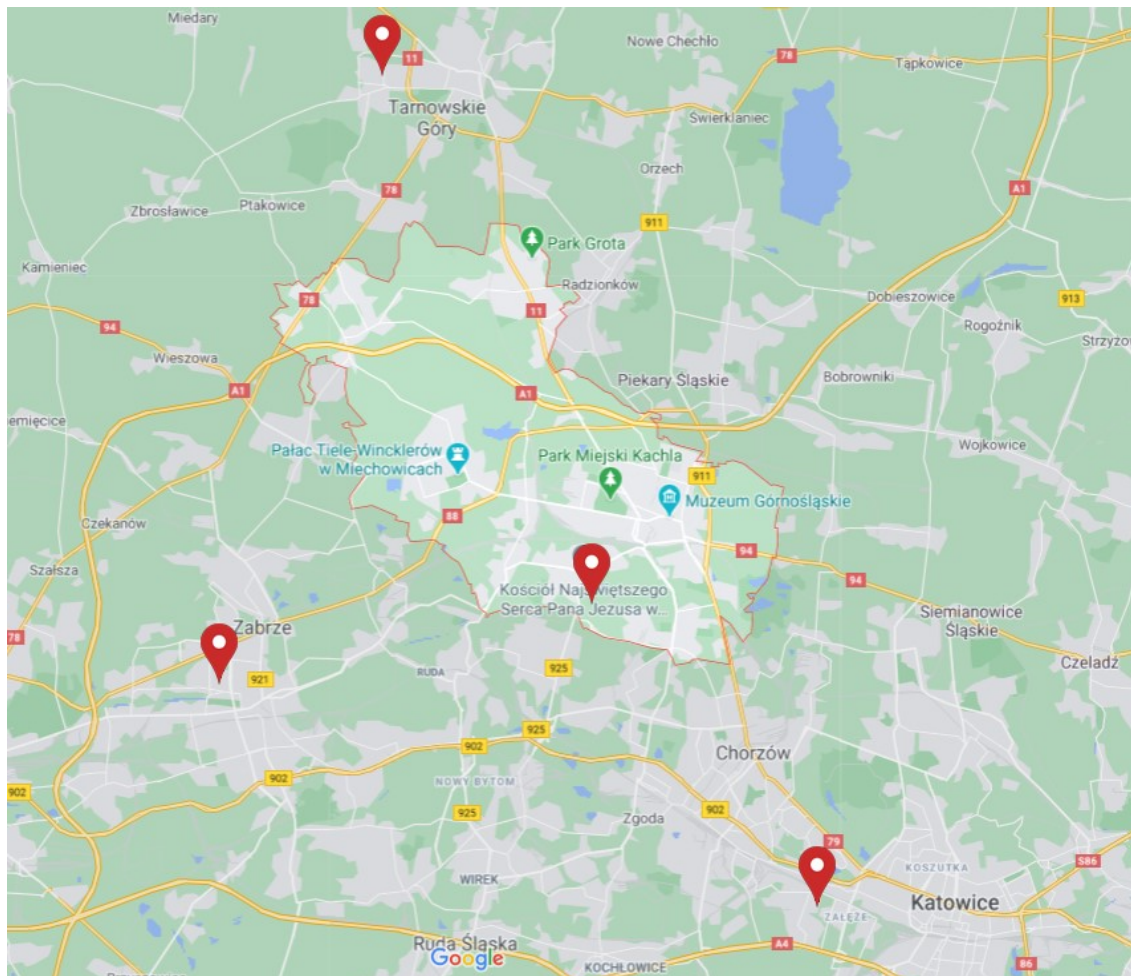 Miedary
Nowe Chechło
11
78
Tąpkowice
Tarnowskie
Góry
Świerklaniec
Orzech
78
A1
Zbrosławice
Ptakowice
911
Park Grota
Kamieniec
Radzionków
78
Dobieszowice
913
11
94
Rogoźnik
Wieszowa
Piekary Śląskie
Bobrowniki
A1
A1
emięcice
Wojkowice
Pałac Tiele-Wincklerów
w Miechowicach
Park Miejski Kachla
911
Muzeum Górnośląskie
Czekanów
88
94
Szałsza
94
Kościół Najświętszego
Serca Pana Jezusa w...
Siemianowice
Śląskie
Zabrze
78
Czeladź
RUDA
925
921
925
902
Chorzów
902
902
NOWY BYTOM
925
902
Zgoda
79
KOSZUTKA
S86
WIREK
Katowice
ZAŁĘŻE
Ruda Śląska
A4
Google
KOCHŁOWICE
86